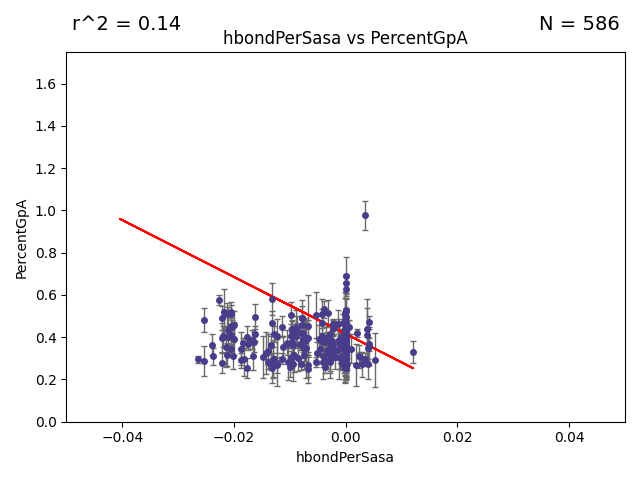 r^2 = 0.14
N = 586
hbondPerSasa vs PercentGpA
1.6
1.4
1.2
1.0
0.8
0.6
0.4
0.2
0.0
PercentGpA
−0.04 −0.02 0.00 0.02 0.04
hbondPerSasa